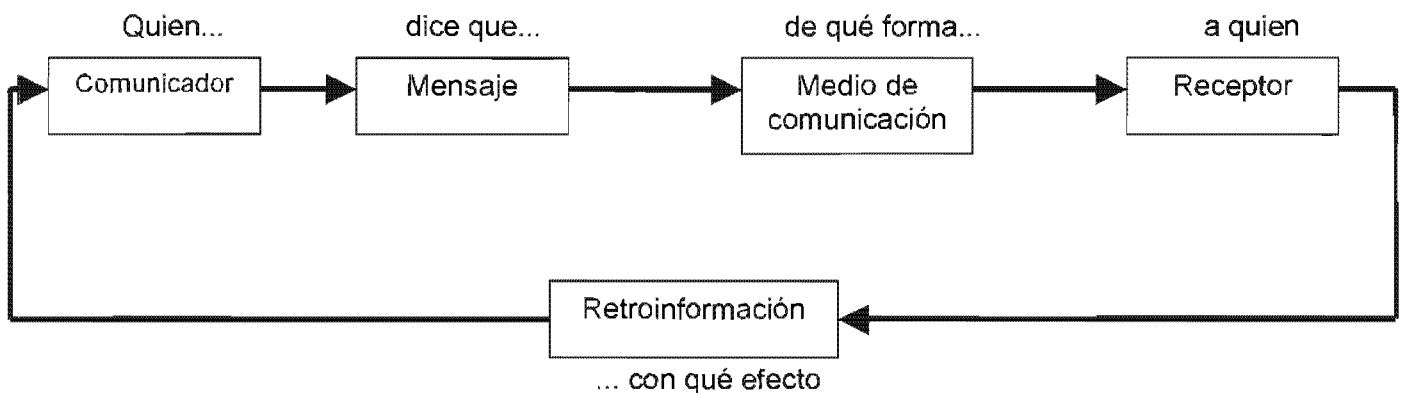 Quien...
dice que...
de qué forma...
a quien
Comunicador
Mensaje
Medio de
comunicación
Receptor
Retroinformación
... con qué efecto